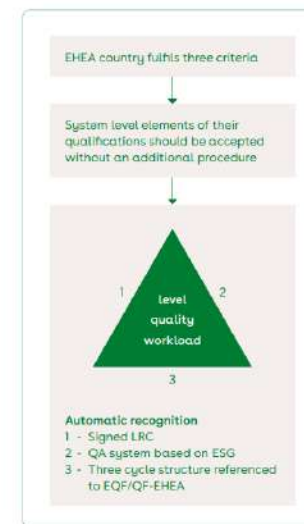 EHEA country fulfils three criteria
System level elements of their
qualifications should be accepted
without an additional procedure
1
2
level
quality
workload
3
Automatic recognition
1 - Signed LRC
2 - QA system based on ESG
3 - Three cycle structure referenced
to EQF/QF-EHEA